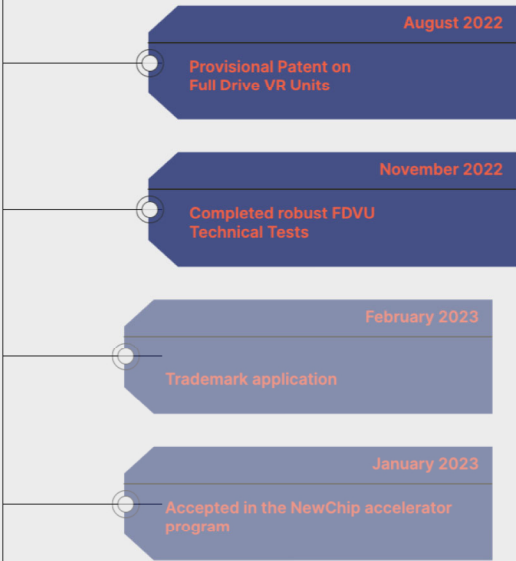 August 2022
Provisional Patent on
Full Drive VR Units
November 2022
Completed robust FDVU
Technical Tests
February 2023
Trademark application
January 2023
Accepted in the NewChip accelerator
program